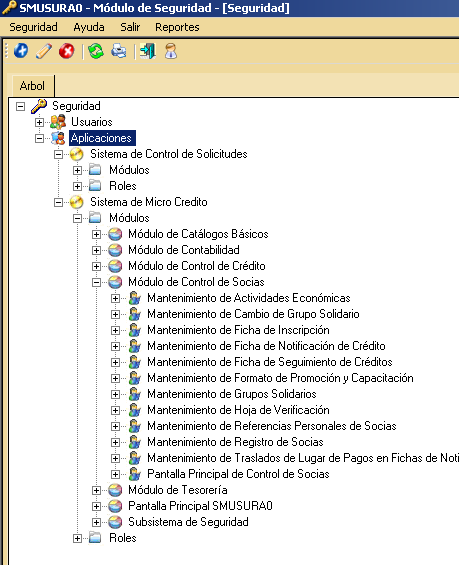 SMUSURA0 - Módulo de Seguridad - [Seguridad]
Seguridad Ayuda Salir Reportes
Arbol
Seguridad
Usuarios
Aplicaciones
Sistema de Control de Solicitudes
Módulos
Roles
Sistema de Micro Credito
Módulos
Módulo de Catálogos Básicos
Módulo de Contabilidad
Módulo de Control de Crédito
Módulo de Control de Socias
Mantenimiento de Actividades Económicas
Mantenimiento de Cambio de Grupo Solidario
Mantenimiento de Ficha de Inscripción
Mantenimiento de Ficha de Notificación de Crédito
Mantenimiento de Ficha de Seguimiento de Créditos
Mantenimiento de Formato de Promoción y Capacitación
Mantenimiento de Grupos Solidarios
Mantenimiento de Hoja de Verificación
Mantenimiento de Referencias Personales de Socias
Mantenimiento de Registro de Socias
Mantenimiento de Traslados de Lugar de Pagos en Fichas de Noti
Pantalla Principal de Control de Socias
Módulo de Tesorería
Pantalla Principal SMUSURA0
Subsistema de Seguridad
Roles